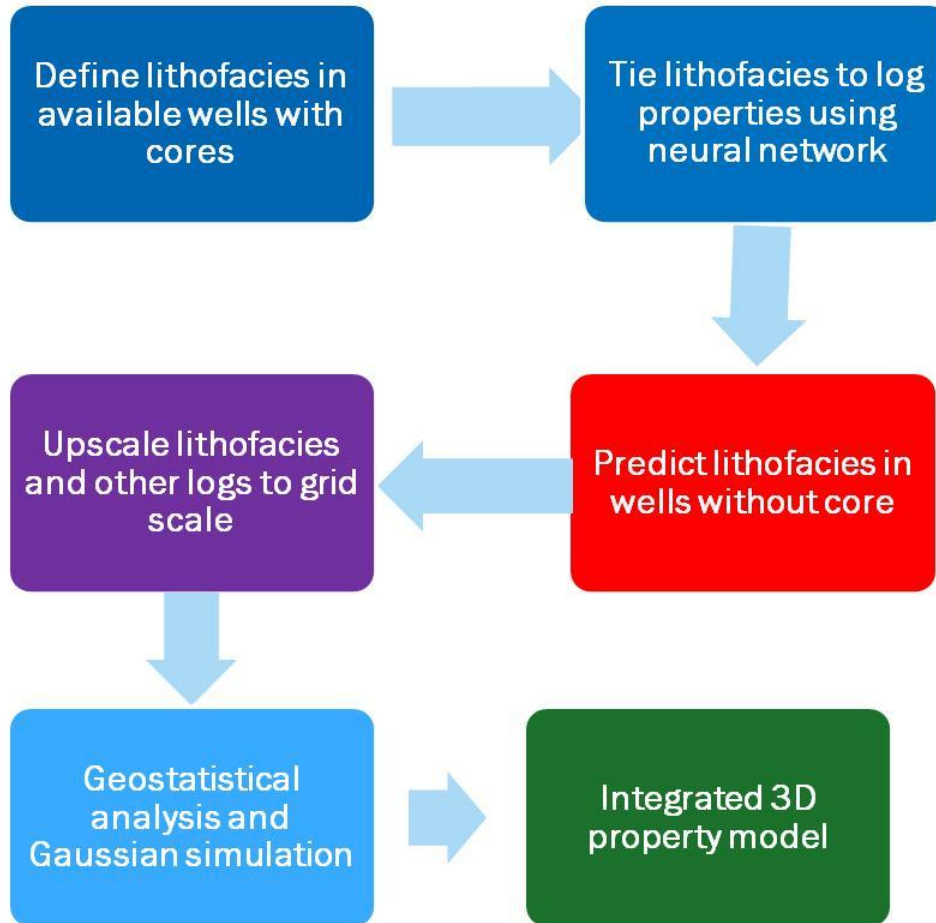 Define lithofacies in
available wells with
cores
Tie lithofacies to log
properties using
neural network
Predict lithofacies in
wells without core
Upscale lithofacies
and other logs to grid
scale
Geostatistical
analysis and
Gaussian simulation
Integrated 3D
property model